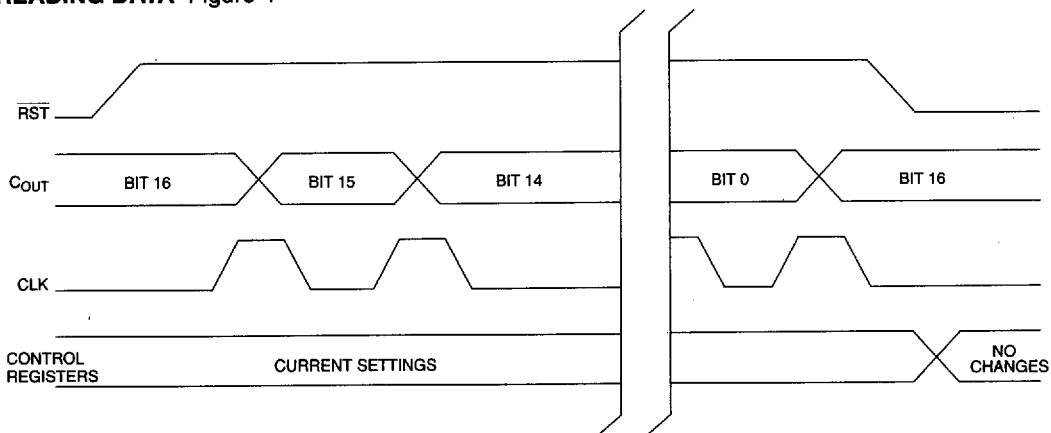 READING DATA Figure 4
RST
COUT
BIT 16
BIT 15
BIT 14
BIT 0
BIT 16
CLK
CONTROL
REGISTERS
CURRENT SETTINGS
NO
CHANGES